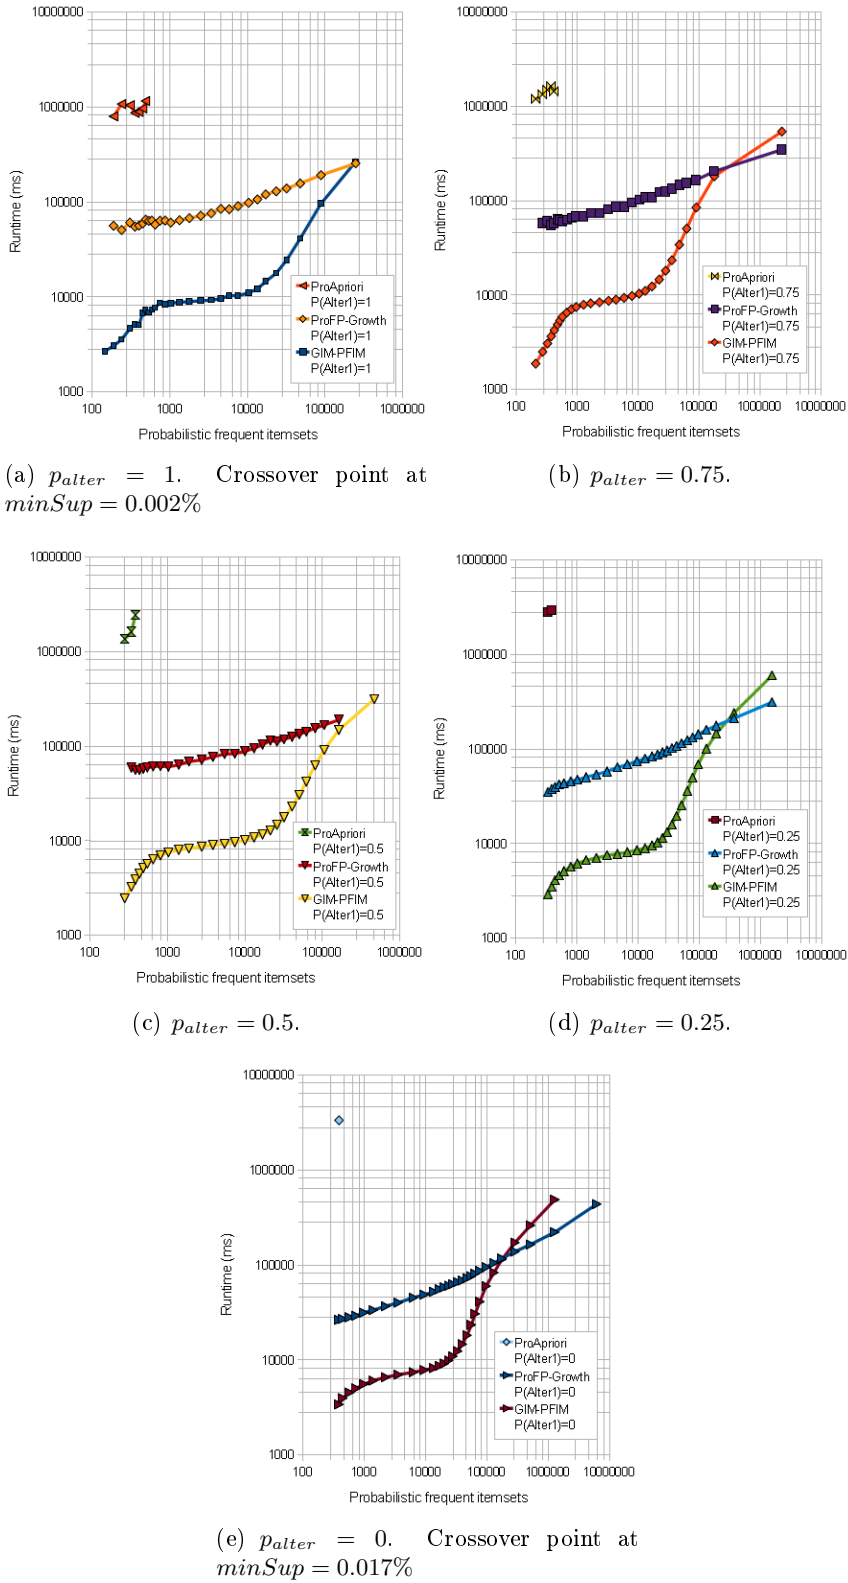 10000000
1000000
100000
10000
1000
Runtime (ms)
100 1000 10000 100000 1000000
Probabilistic frequent itemsets
ProApriori
P(Alter1)=1
ProFP-Growth
P(Alter1)=1
GIM-PFIM
P(Alter1)=1
(a) p_alter = 1. Crossover point at
minSup = 0.002%
10000000
1000000
100000
10000
1000
Runtime (ms)
100 1000 10000 100000 1000000 10000000
Probabilistic frequent itemsets
ProApriori
P(Alter1)=0.75
ProFP-Growth
P(Alter1)=0.75
GIM-PFIM
P(Alter1)=0.75
(b) p_alter = 0.75.
10000000
1000000
100000
10000
1000
Runtime (ms)
100 1000 10000 100000 1000000
Probabilistic frequent itemsets
ProApriori
P(Alter1)=0.5
ProFP-Growth
P(Alter1)=0.5
GIM-PFIM
P(Alter1)=0.5
(c) p_alter = 0.5.
10000000
1000000
100000
10000
1000
Runtime (ms)
100 1000 10000 100000 1000000 10000000
Probabilistic frequent itemsets
ProApriori
P(Alter1)=0.25
ProFP-Growth
P(Alter1)=0.25
GIM-PFIM
P(Alter1)=0.25
(d) p_alter = 0.25.
10000000
1000000
100000
10000
1000
Runtime (ms)
100 1000 10000 100000 1000000 10000000
Probabilistic frequent itemsets
ProApriori
P(Alter1)=0
ProFP-Growth
P(Alter1)=0
GIM-PFIM
P(Alter1)=0
(e) p_alter = 0. Crossover point at
minSup = 0.017%